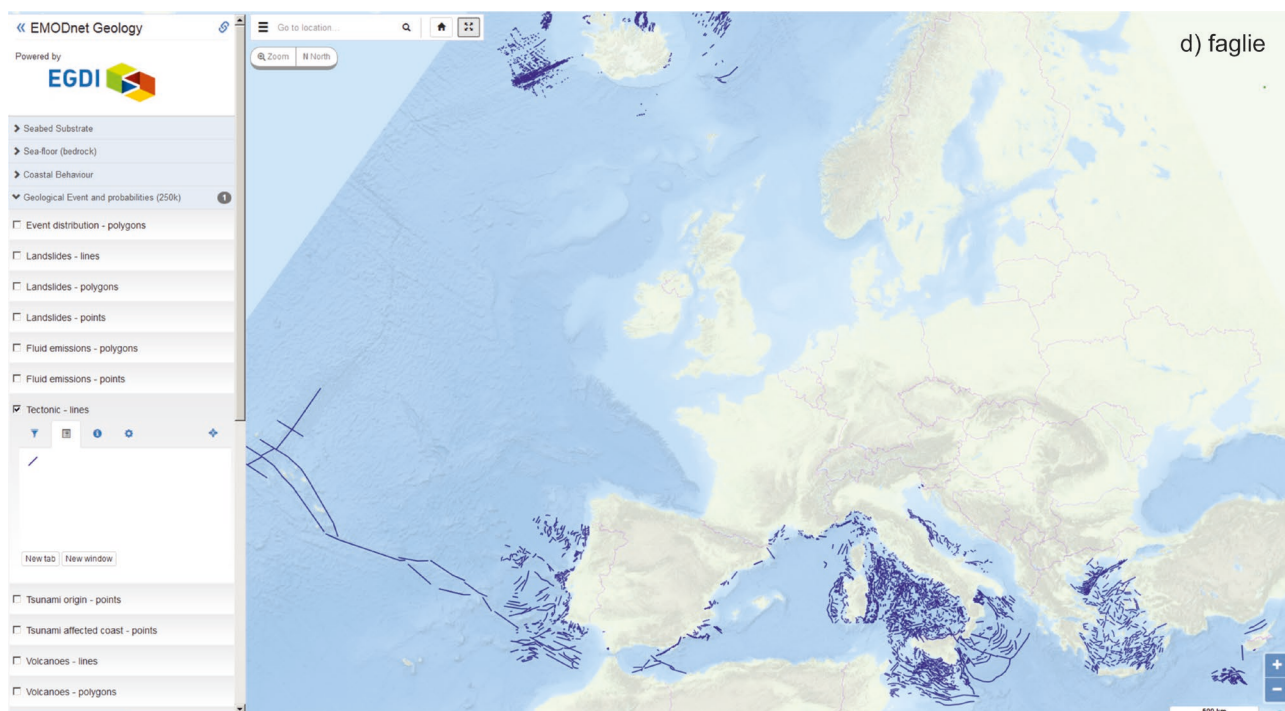 « EMODnet Geology
Powered by
EGDI
Seabed Substrate
Sea-floor (bedrock)
Coastal Behaviour
Geological Event and probabilities (250k) 1
Event distribution - polygons
Landslides - lines
Landslides - polygons
Landslides - points
Fluid emissions - polygons
Fluid emissions - points
Tectonic - lines
New tab New window
Tsunami origin - points
Tsunami affected coast - points
Volcanoes - lines
Volcanoes - polygons
Go to location...
Zoom N North
d) faglie
+
−
500 km